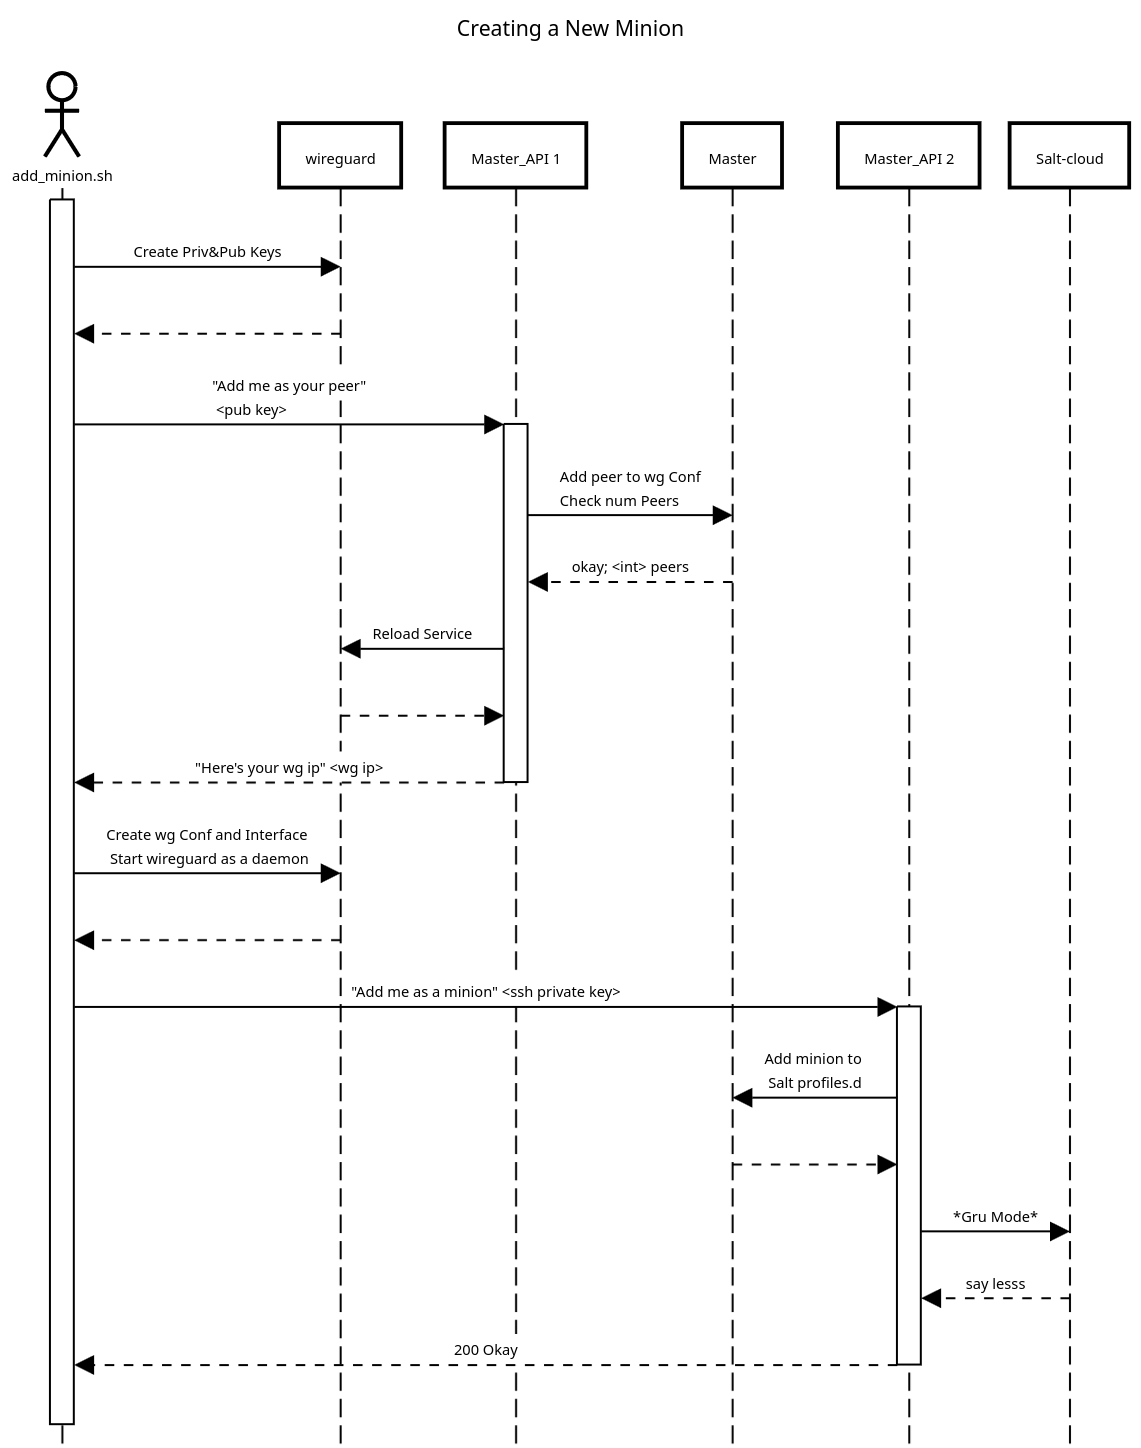 Creating a New Minion
add_minion.sh
wireguard
Master_API 1
Master
Master_API 2
Salt-cloud
Create Priv&Pub Keys
"Add me as your peer"
<pub key>
Add peer to wg Conf
Check num Peers
okay; <int> peers
Reload Service
"Here's your wg ip" <wg ip>
Create wg Conf and Interface
Start wireguard as a daemon
"Add me as a minion" <ssh private key>
Add minion to
Salt profiles.d
*Gru Mode*
say lesss
200 Okay